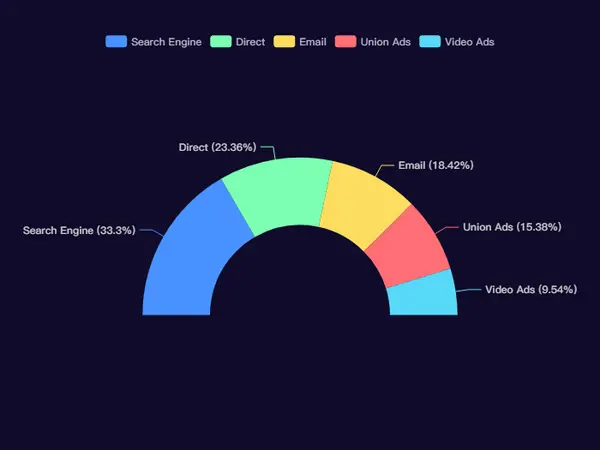 Search Engine Direct Email Union Ads Video Ads
Direct (23.36%)
Email (18.42%)
Search Engine (33.3%)
Union Ads (15.38%)
Video Ads (9.54%)